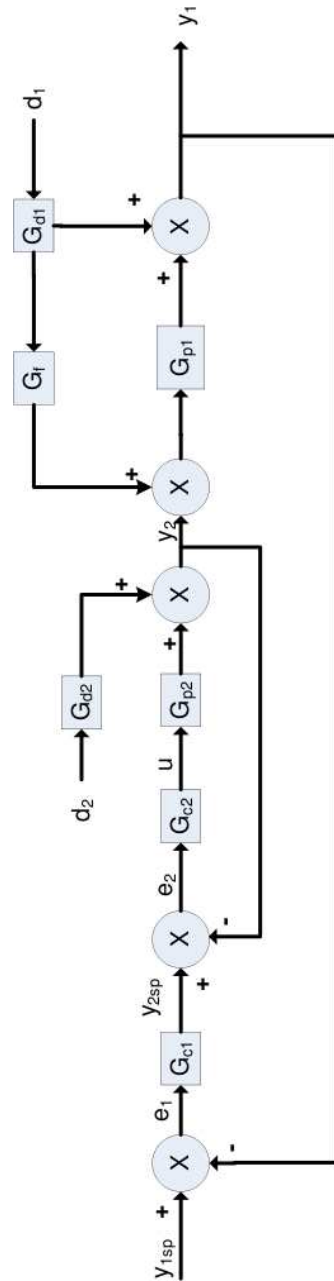 y1sp
+
X
-
e1
Gc1
y2sp
+
X
-
e2
Gc2
u
Gp2
+
X
+
d2
Gd2
y2
X
+
Gf
Gp1
+
X
+
Gd1
d1
y1